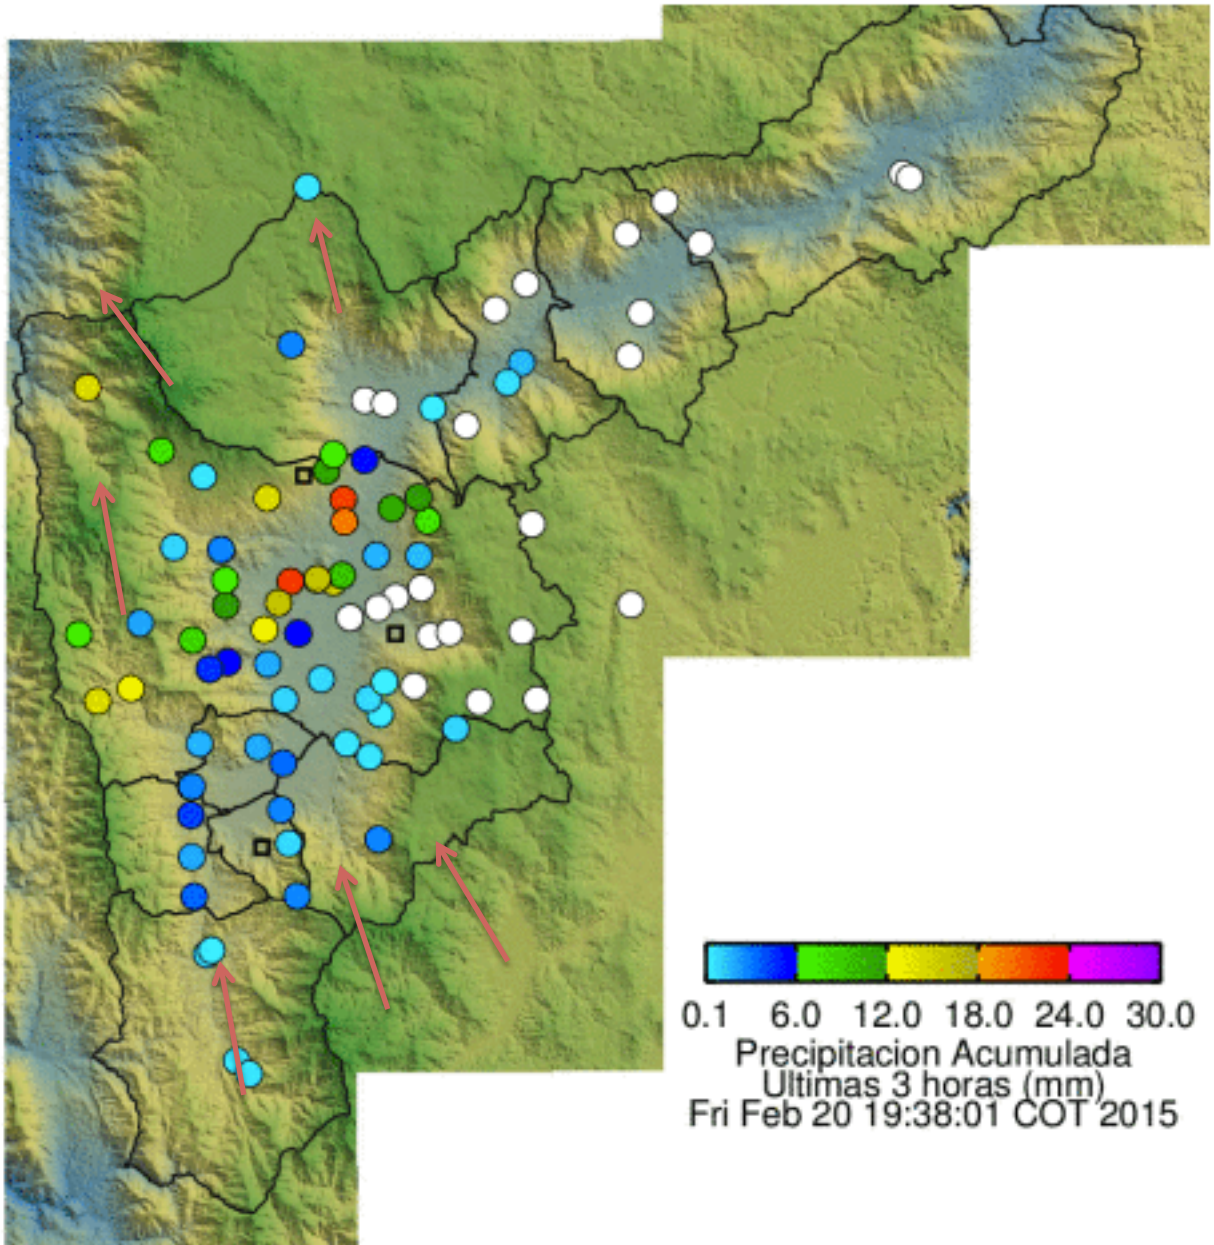 0.1 6.0 12.0 18.0 24.0 30.0
Precipitacion Acumulada
Ultimas 3 horas (mm)
Fri Feb 20 19:38:01 COT 2015